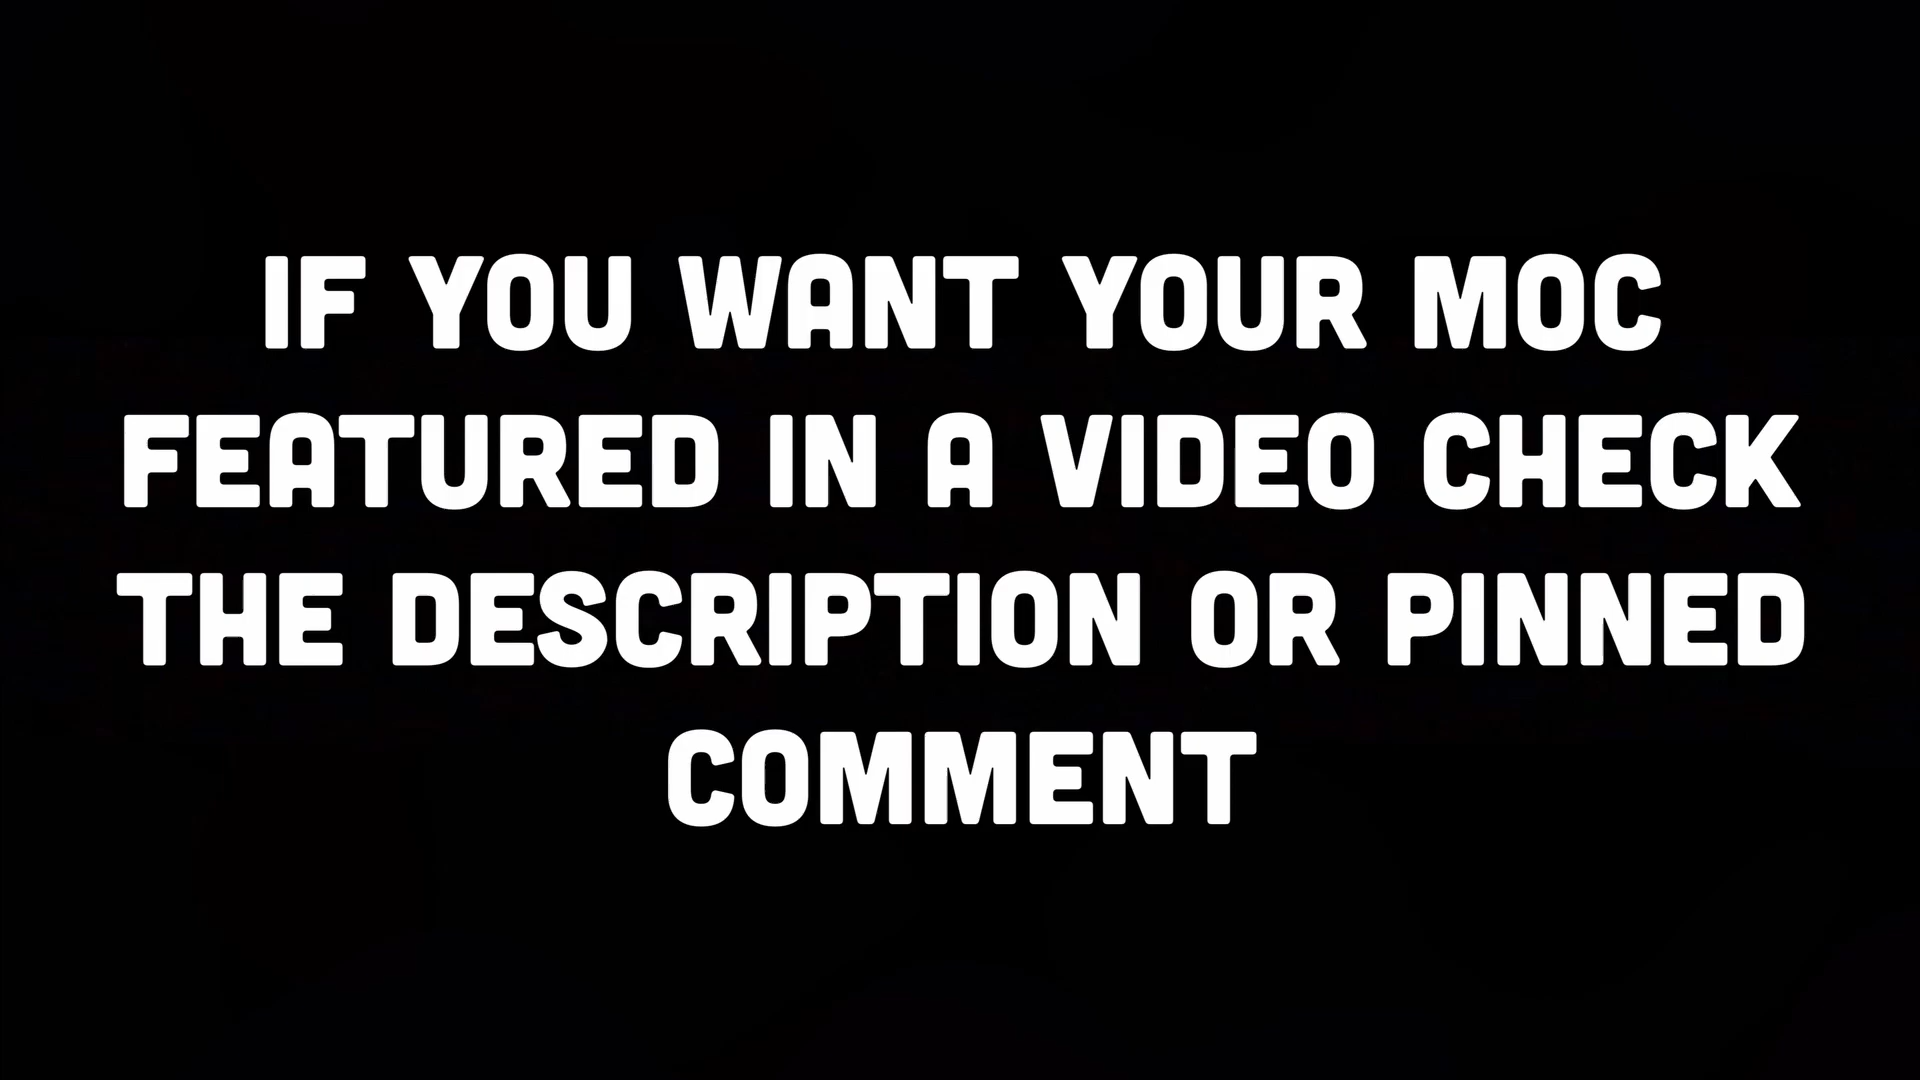 IF YOU WANT YOUR MOC
FEATURED IN A VIDEO CHECK
THE DESCRIPTION OR PINNED
COMMENT